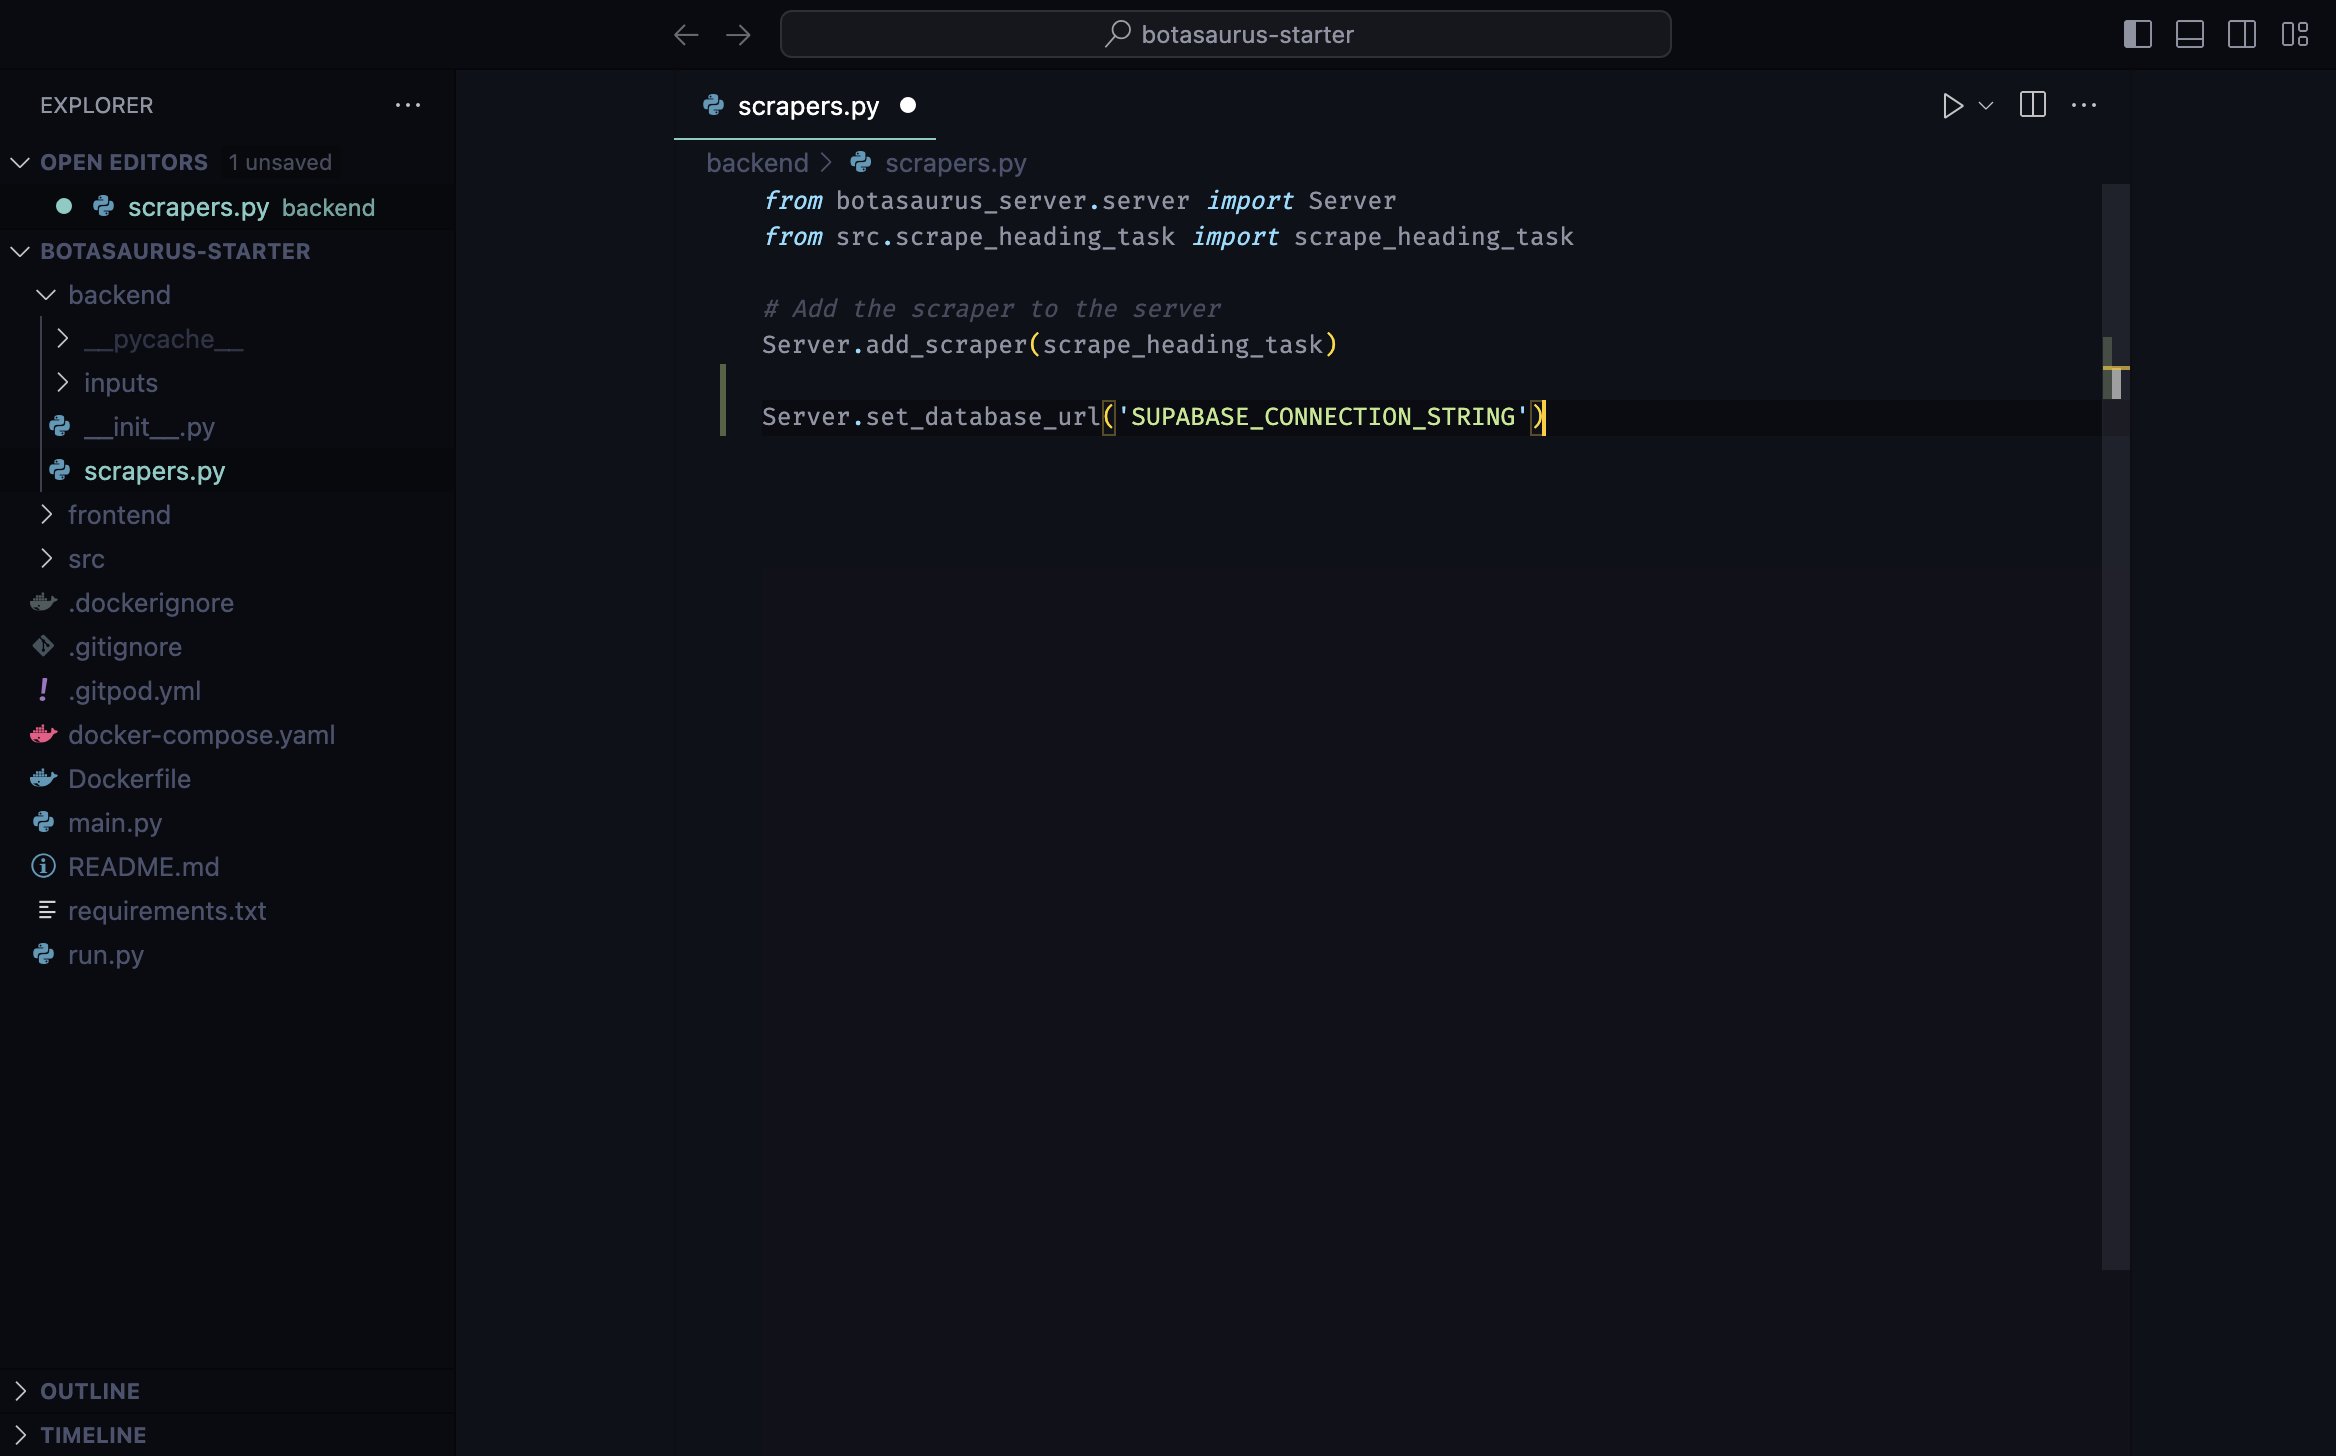 botasaurus-starter
EXPLORER
OPEN EDITORS 1 unsaved
scrapers.py backend
BOTASAURUS-STARTER
backend
__pycache__
inputs
__init__.py
scrapers.py
frontend
src
.dockerignore
.gitignore
.gitpod.yml
docker-compose.yaml
Dockerfile
main.py
README.md
requirements.txt
run.py
OUTLINE
TIMELINE
scrapers.py
backend > scrapers.py
from botasaurus_server.server import Server
from src.scrape_heading_task import scrape_heading_task
# Add the scraper to the server
Server.add_scraper(scrape_heading_task)
Server.set_database_url('SUPABASE_CONNECTION_STRING')